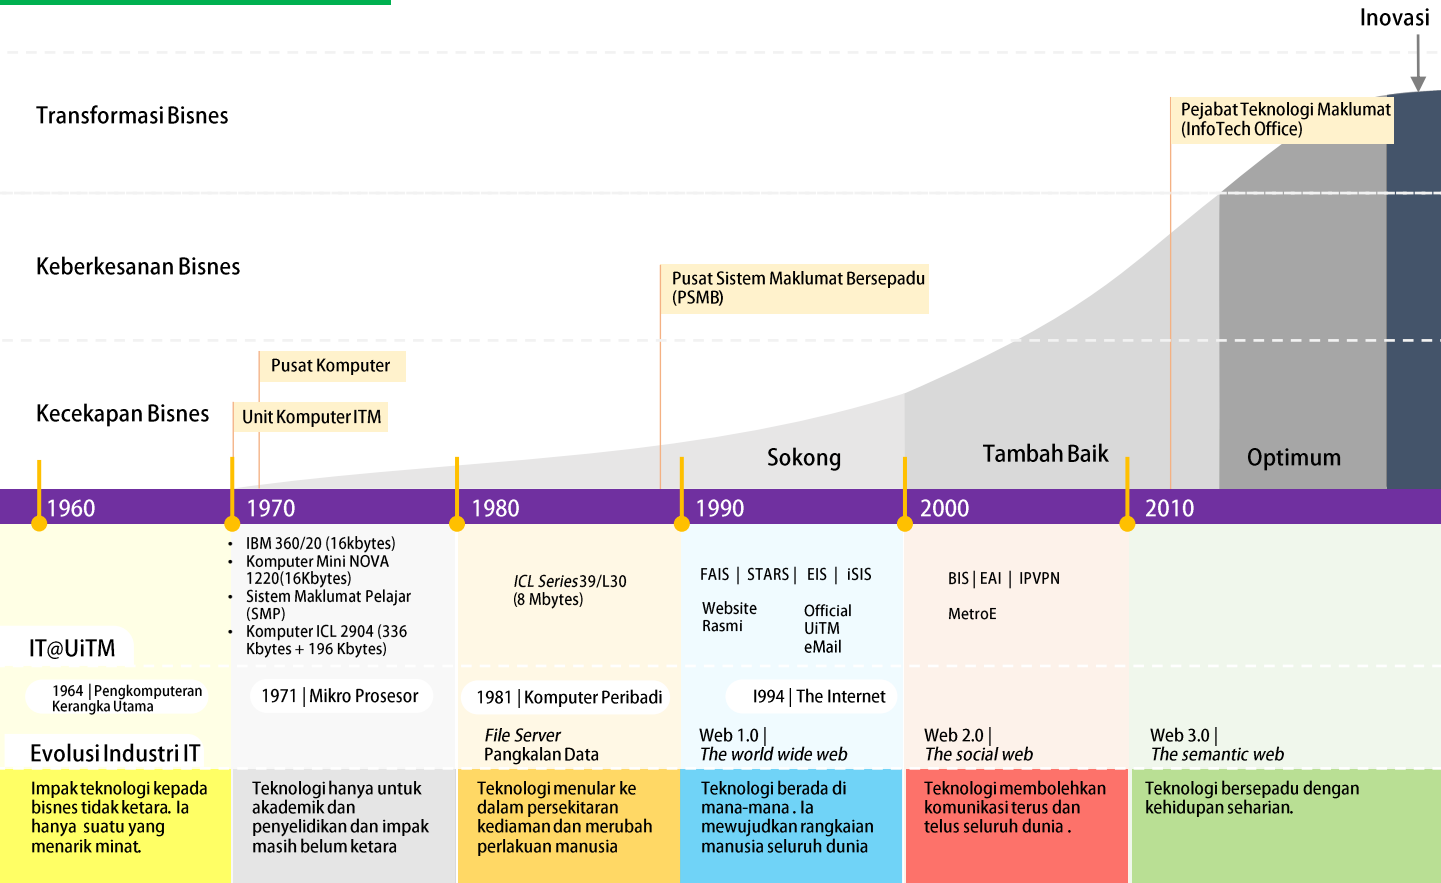 Inovasi
Transformasi Bisnes
Pejabat Teknologi Maklumat
(InfoTech Office)
Keberkesanan Bisnes
Pusat Sistem Maklumat Bersepadu
(PSMB)
Pusat Komputer
Kecekapan Bisnes
Unit Komputer ITM
Sokong
Tambah Baik
Optimum
1960
1970
1980
1990
2000
2010
IT@UiTM
• IBM 360/20 (16kbytes)
• Komputer Mini NOVA
1220(16Kbytes)
• Sistem Maklumat Pelajar
(SMP)
• Komputer ICL 2904 (336
Kbytes + 196 Kbytes)
ICL Series39/L30
(8 Mbytes)
FAIS | STARS | EIS | iSIS
Website
Rasmi
Official
UiTM
eMail
BIS | EAI | IPVPN
MetroE
1964 | Pengkomputeran
Kerangka Utama
1971 | Mikro Prosesor
1981 | Komputer Peribadi
I994 | The Internet
Evolusi Industri IT
File Server
Pangkalan Data
Web 1.0 |
The world wide web
Web 2.0 |
The social web
Web 3.0 |
The semantic web
Impak teknologi kepada
bisnes tidak ketara. Ia
hanya suatu yang
menarik minat.
Teknologi hanya untuk
akademik dan
penyelidikan dan impak
masih belum ketara
Teknologi menular ke
dalam persekitaran
kediaman dan merubah
perlakuan manusia
Teknologi berada di
mana-mana . Ia
mewujudkan rangkaian
manusia seluruh dunia
Teknologi membolehkan
komunikasi terus dan
telus seluruh dunia .
Teknologi bersepadu dengan
kehidupan seharian.